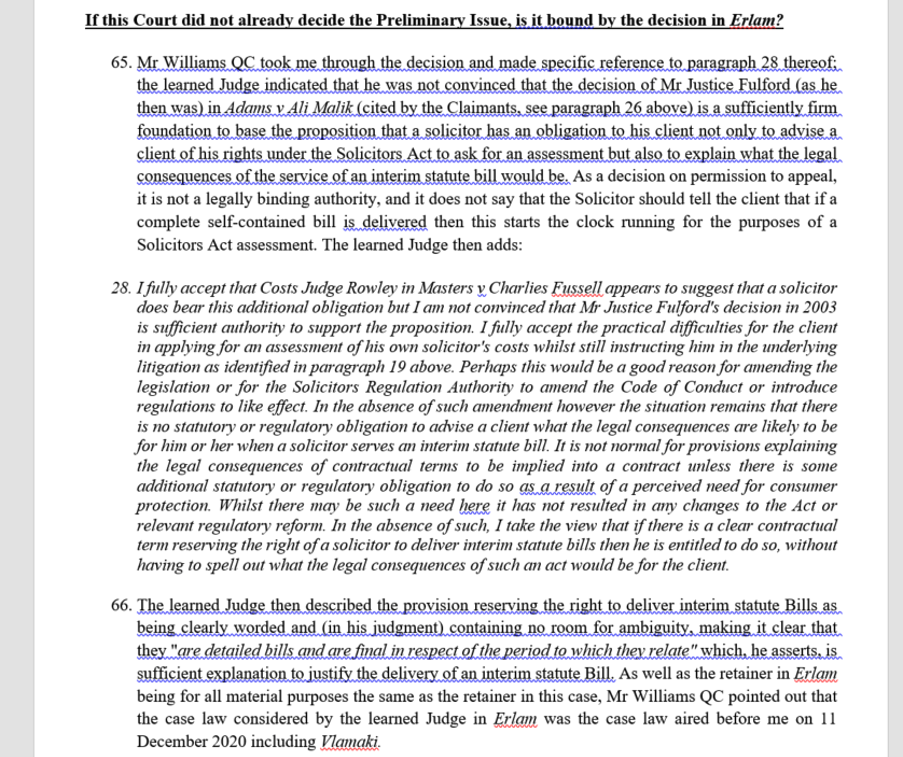 If this Court did not already decide the Preliminary Issue, is it bound by the decision in Erlam?
65. Mr Williams QC took me through the decision and made specific reference to paragraph 28 thereof;
the learned Judge indicated that he was not convinced that the decision of Mr Justice Fulford (as he
then was) in Adams v Ali Malik (cited by the Claimants, see paragraph 26 above) is a sufficiently firm
foundation to base the proposition that a solicitor has an obligation to his client not only to advise a
client of his rights under the Solicitors Act to ask for an assessment but also to explain what the legal
consequences of the service of an interim statute bill would be. As a decision on permission to appeal,
it is not a legally binding authority, and it does not say that the Solicitor should tell the client that if a
complete self-contained bill is delivered then this starts the clock running for the purposes of a
Solicitors Act assessment. The learned Judge then adds:
28. I fully accept that Costs Judge Rowley in Masters v Charlies Fussell appears to suggest that a solicitor
does bear this additional obligation but I am not convinced that Mr Justice Fulford's decision in 2003
is sufficient authority to support the proposition. I fully accept the practical difficulties for the client
in applying for an assessment of his own solicitor's costs whilst still instructing him in the underlying
litigation as identified in paragraph 19 above. Perhaps this would be a good reason for amending the
legislation or for the Solicitors Regulation Authority to amend the Code of Conduct or introduce
regulations to like effect. In the absence of such amendment however the situation remains that there
is no statutory or regulatory obligation to advise a client what the legal consequences are likely to be
for him or her when a solicitor serves an interim statute bill. It is not normal for provisions explaining
the legal consequences of contractual terms to be implied into a contract unless there is some
additional statutory or regulatory obligation to do so as a result of a perceived need for consumer
protection. Whilst there may be such a need here it has not resulted in any changes to the Act or
relevant regulatory reform. In the absence of such, I take the view that if there is a clear contractual
term reserving the right of a solicitor to deliver interim statute bills then he is entitled to do so, without
having to spell out what the legal consequences of such an act would be for the client.
66. The learned Judge then described the provision reserving the right to deliver interim statute Bills as
being clearly worded and (in his judgment) containing no room for ambiguity, making it clear that
they "are detailed bills and are final in respect of the period to which they relate" which, he asserts, is
sufficient explanation to justify the delivery of an interim statute Bill. As well as the retainer in Erlam
being for all material purposes the same as the retainer in this case, Mr Williams QC pointed out that
the case law considered by the learned Judge in Erlam was the case law aired before me on 11
December 2020 including Vlamaki.